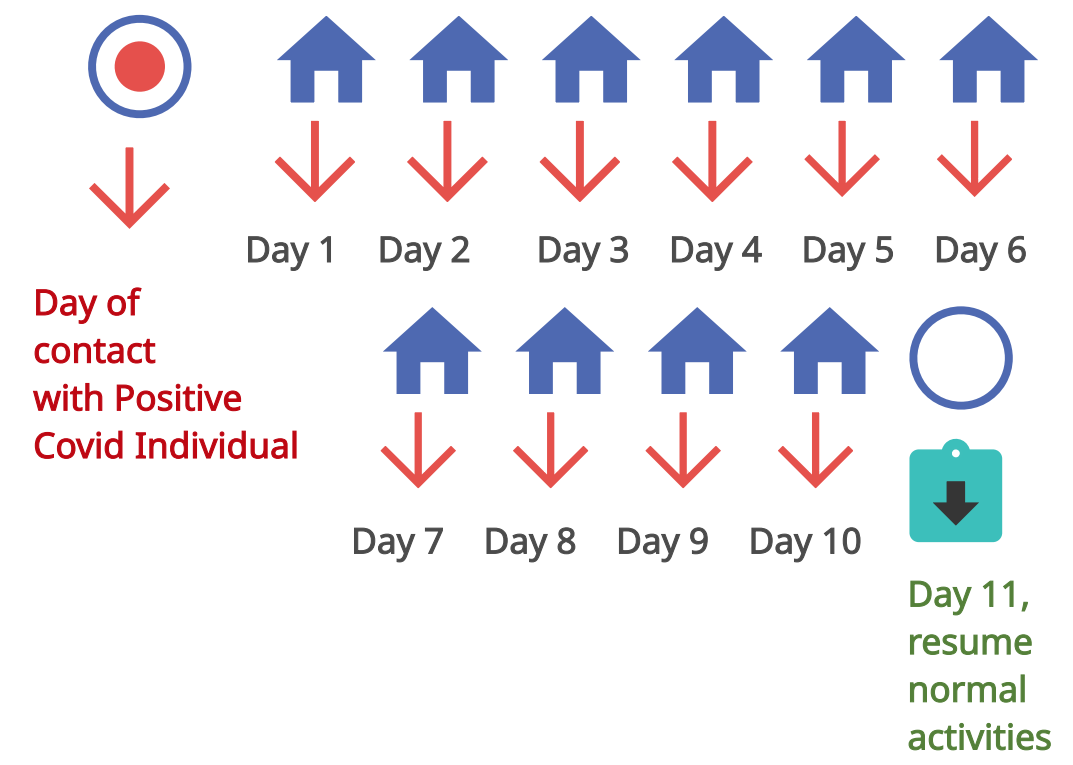 Day 1 Day 2 Day 3 Day 4 Day 5 Day 6
Day of
contact
with Positive
Covid Individual
Day 7 Day 8 Day 9 Day 10
Day 11,
resume
normal
activities